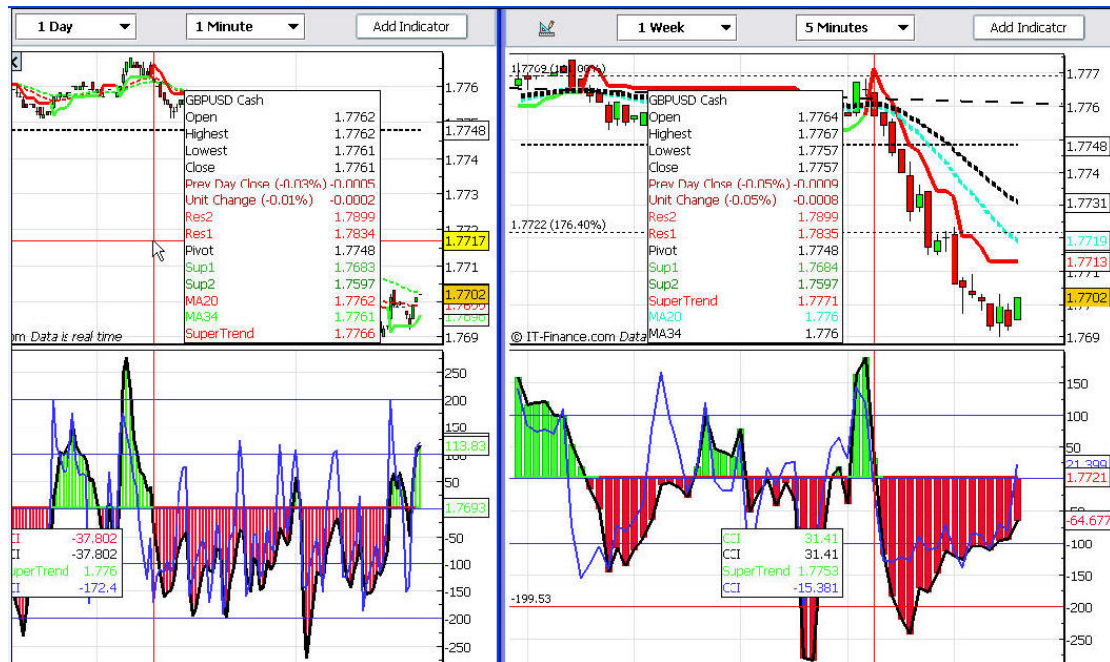 1 Day
1 Minute
Add Indicator
1.776
1.7748
1.774
1.773
1.7717
1.771
1.7702
1.769
GBPUSD Cash
Open 1.7762
Highest 1.7762
Lowest 1.7761
Close 1.7761
Prev Day Close (-0.03%) -0.0005
Unit Change (-0.01%) -0.0002
Res2 1.7899
Res1 1.7834
Pivot 1.7748
Sup1 1.7683
Sup2 1.7597
MA20 1.7762
MA34 1.7761
SuperTrend 1.7766
om Data is real time
250
200
150
113.83
100
50
1.7693
-50
-100
-150
-200
-250
CCI -37.802
CCI -37.802
SuperTrend 1.776
CCI -172.4
1 Week
5 Minutes
Add Indicator
1.7769
1.777
1.776
1.7748
1.774
1.7731
1.7722 (176.40%)
1.7719
1.7713
1.771
1.7702
1.769
GBPUSD Cash
Open 1.7764
Highest 1.7767
Lowest 1.7757
Close 1.7757
Prev Day Close (-0.05%) -0.0009
Unit Change (-0.05%) -0.0008
Res2 1.7899
Res1 1.7835
Pivot 1.7748
Sup1 1.7684
Sup2 1.7597
SuperTrend 1.7771
MA20 1.776
MA34 1.776
© IT-Finance.com Data
150
100
50
21.399
1.7721
-64.677
-100
-150
-200
-250
-199.53
CCI 31.41
CCI 31.41
SuperTrend 1.7753
CCI -15.381